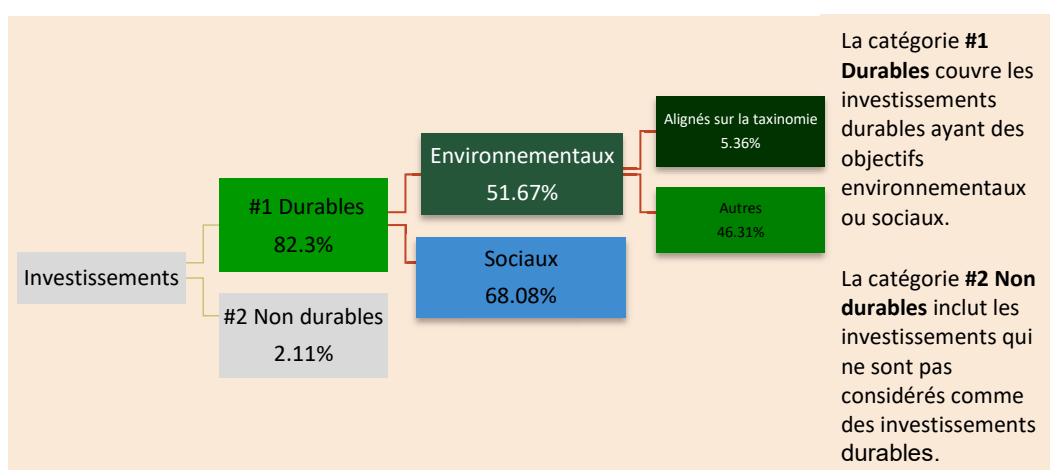 Investissements
#1 Durables
82.3%
#2 Non durables
2.11%
Environnementaux
51.67%
Sociaux
68.08%
Alignés sur la taxinomie
5.36%
Autres
46.31%
La catégorie #1
Durables couvre les
investissements
durables ayant des
objectifs
environnementaux
ou sociaux.
La catégorie #2 Non
durables inclut les
investissements qui
ne sont pas
considérés comme
des investissements
durables.